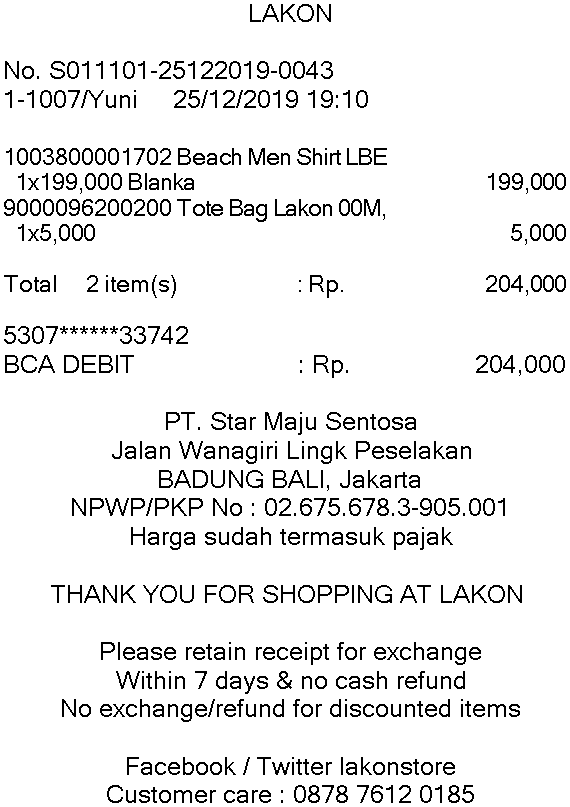 LAKON
No. S011101-25122019-0043
1-1007/Yuni 25/12/2019 19:10
1003800001702 Beach Men Shirt LBE
1x199,000 Blanka 199,000
9000096200200 Tote Bag Lakon 00M,
1x5,000 5,000
Total 2 item(s) : Rp. 204,000
5307******33742
BCA DEBIT : Rp. 204,000
PT. Star Maju Sentosa
Jalan Wanagiri Lingk Peselakan
BADUNG BALI, Jakarta
NPWP/PKP No : 02.675.678.3-905.001
Harga sudah termasuk pajak
THANK YOU FOR SHOPPING AT LAKON
Please retain receipt for exchange
Within 7 days & no cash refund
No exchange/refund for discounted items
Facebook / Twitter lakonstore
Customer care : 0878 7612 0185